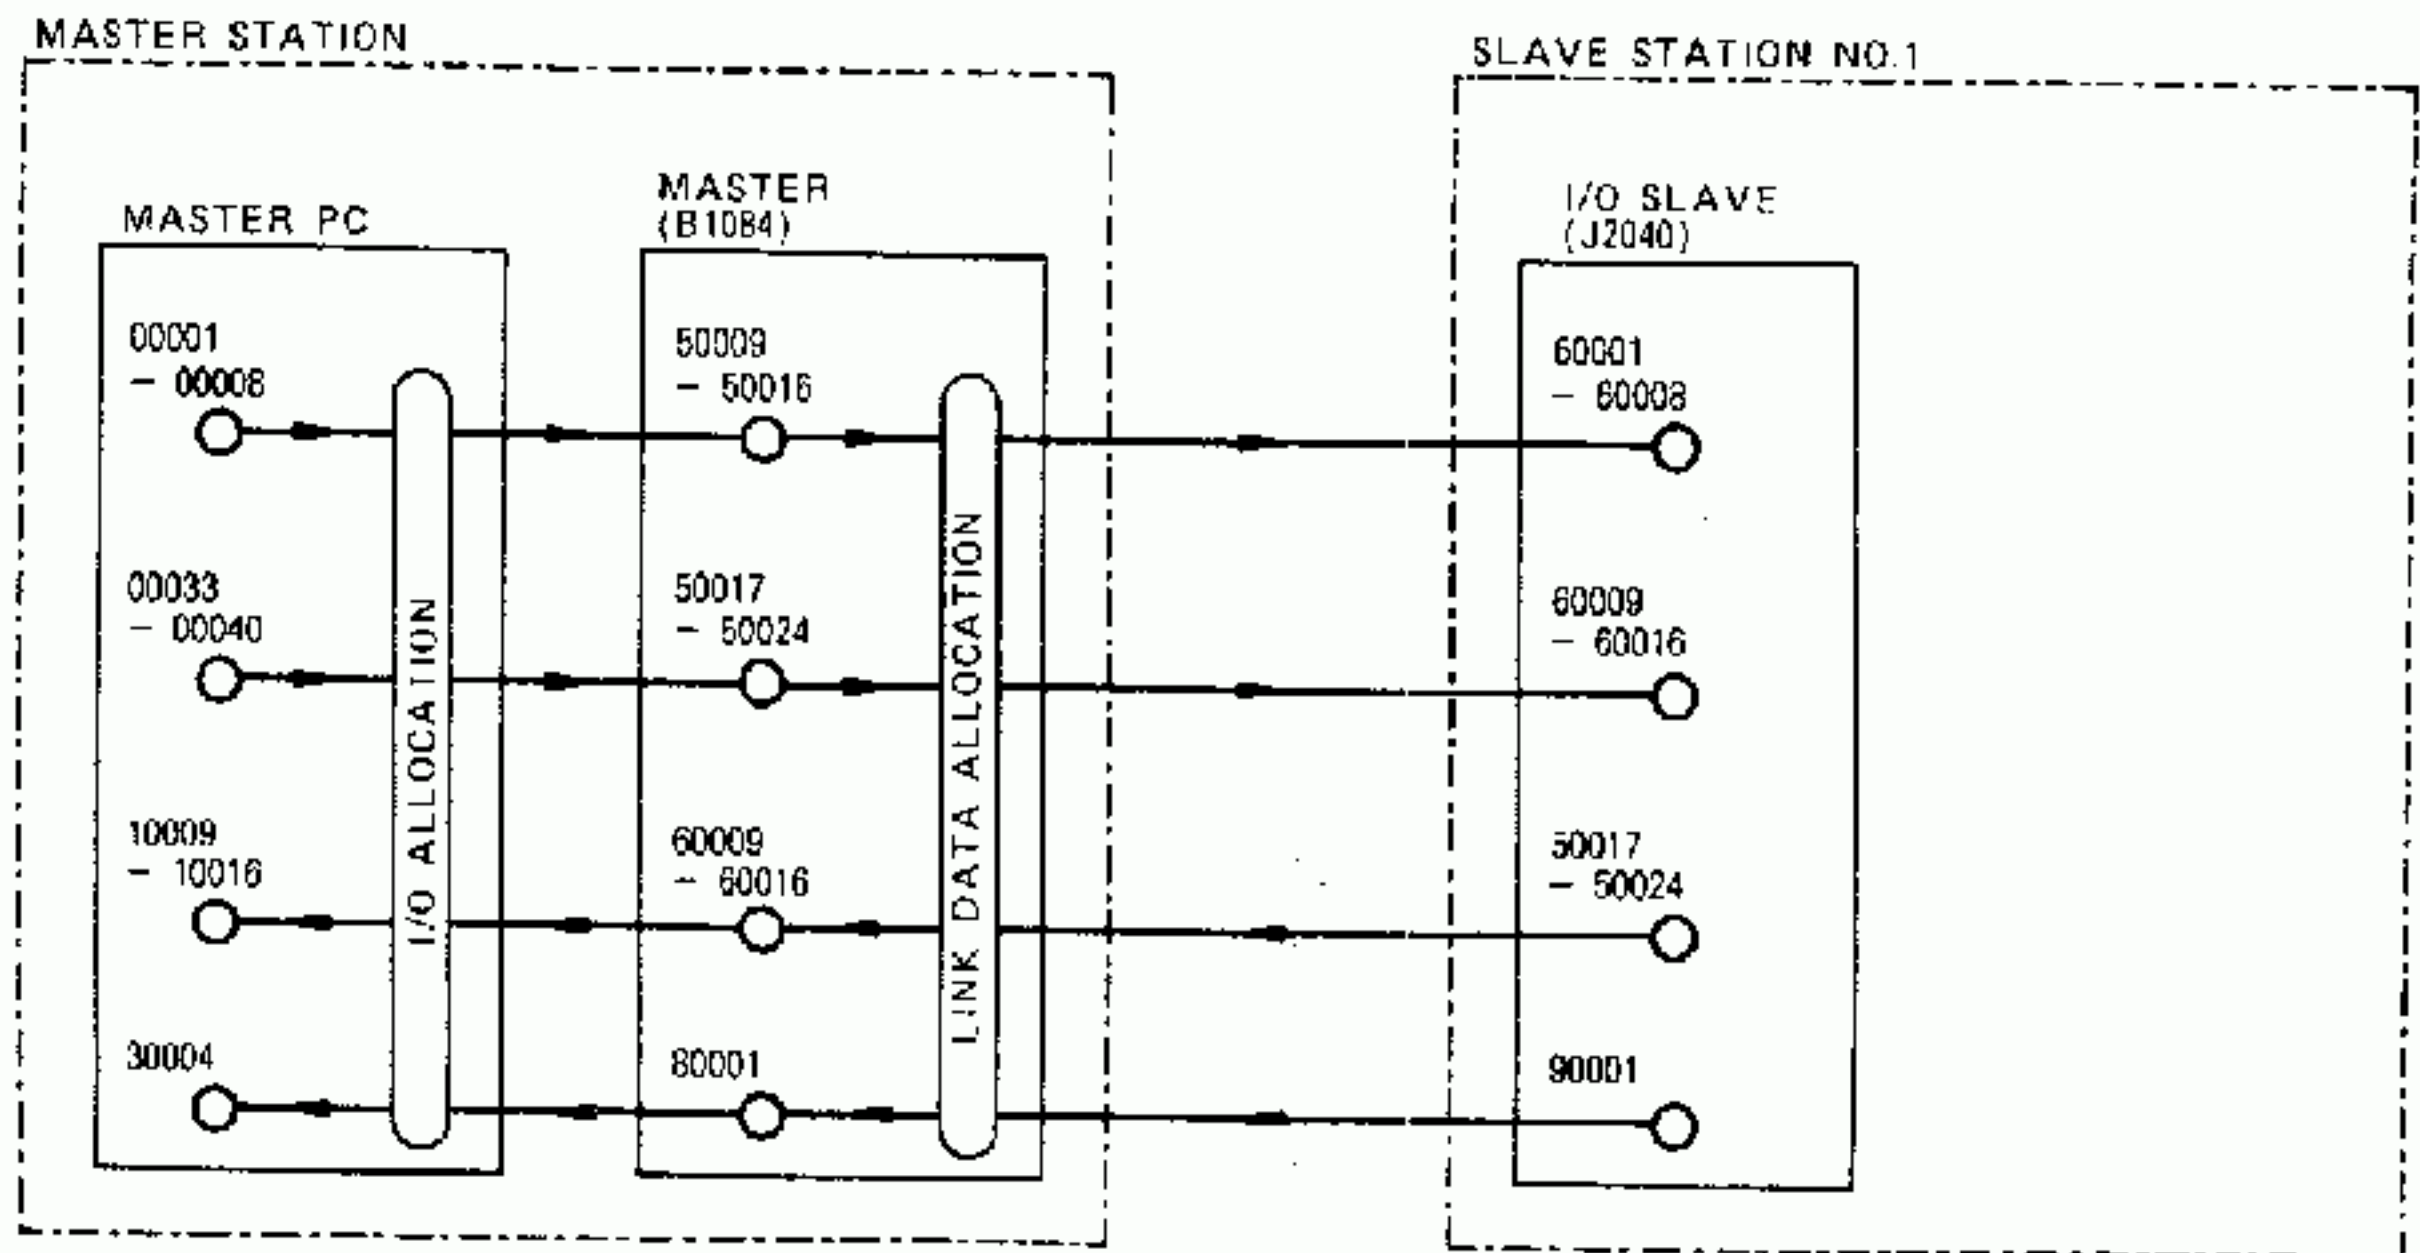 MASTER STATION
SLAVE STATION NO.1
MASTER PC
MASTER
(B1084)
I/O SLAVE
(J2040)
00001
– 00008
50009
– 50016
60001
– 60008
00033
– 00040
50017
– 50024
60009
– 60016
10009
– 10016
60009
– 60016
50017
– 50024
30004
80001
90001
I/O ALLOCATION
LINK DATA ALLOCATION